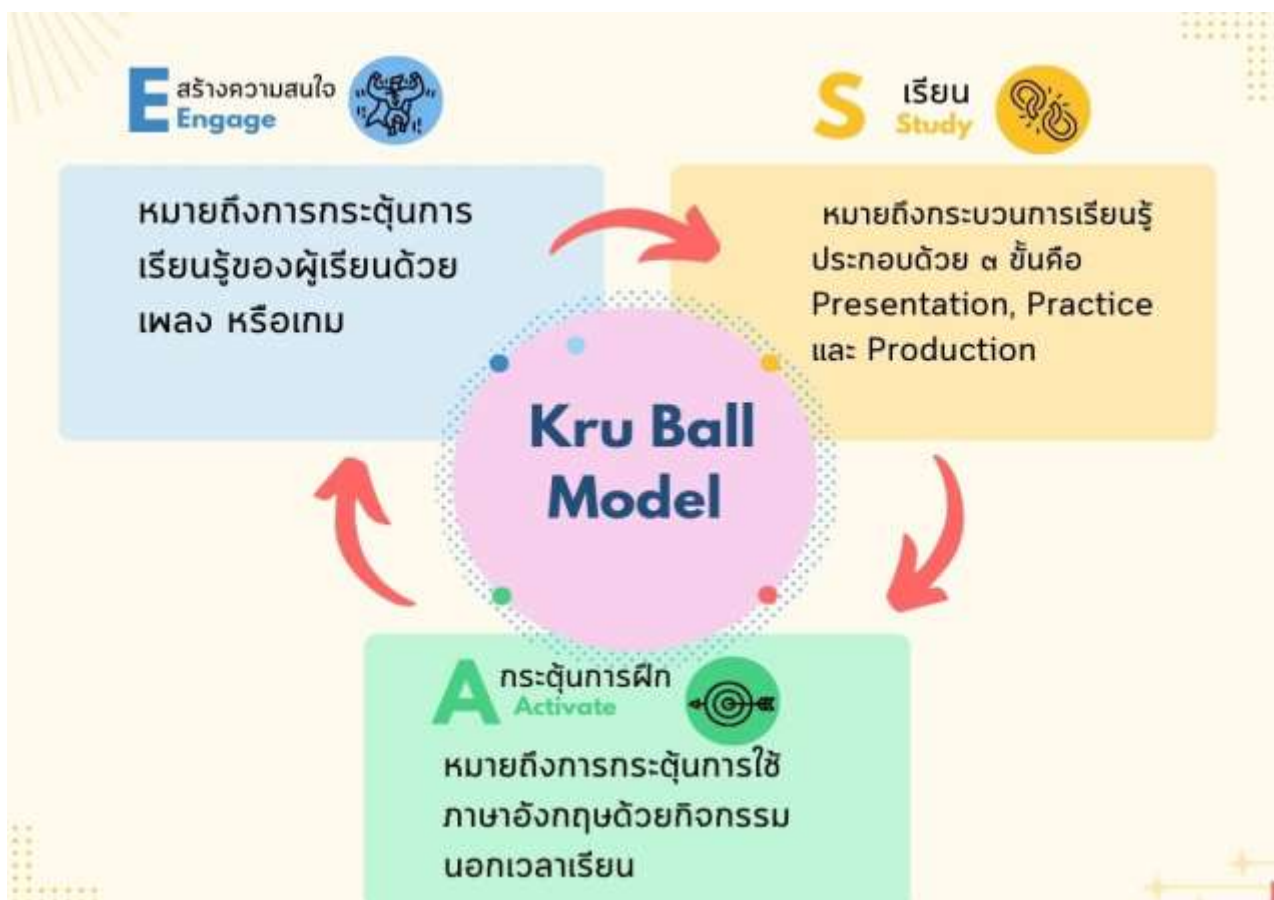 E สร้างความสนใจ
Engage
หมายถึงการกระตุ้นการ
เรียนรู้ของผู้เรียนด้วย
เพลง หรือเกม
S เรียน
Study
หมายถึงกระบวนการเรียนรู้
ประกอบด้วย ๓ ขั้นคือ
Presentation, Practice
และ Production
Kru Ball
Model
A กระตุ้นการฝึก
Activate
หมายถึงการกระตุ้นการใช้
ภาษาอังกฤษด้วยกิจกรรม
นอกเวลาเรียน